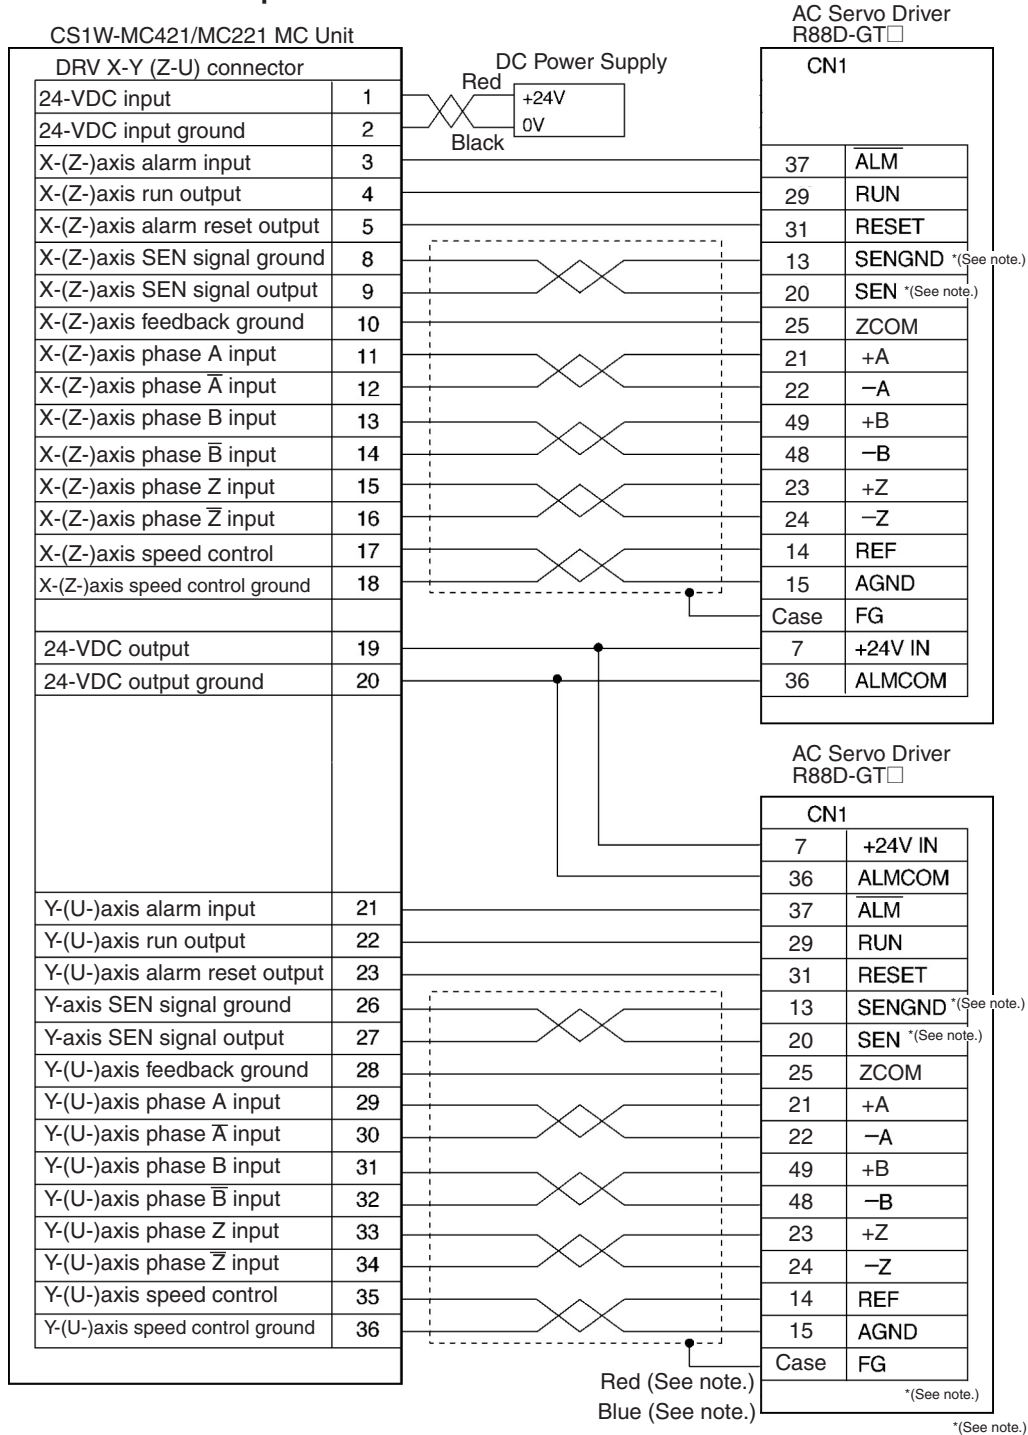 AC Servo Driver
CS1W-MC421/MC221 MC Unit
R88D-GT□
DRV X-Y (Z-U) connector
DC Power Supply
CN1
24-VDC input 1
Red
+24V
24-VDC input ground 2
0V
Black
X-(Z-)axis alarm input 3 37 A̅L̅M̅
X-(Z-)axis run output 4 29 RUN
X-(Z-)axis alarm reset output 5 31 RESET
X-(Z-)axis SEN signal ground 8 13 SENGND *(See note.)
X-(Z-)axis SEN signal output 9 20 SEN *(See note.)
X-(Z-)axis feedback ground 10 25 ZCOM
X-(Z-)axis phase A input 11 21 +A
X-(Z-)axis phase A̅ input 12 22 −A
X-(Z-)axis phase B input 13 49 +B
X-(Z-)axis phase B̅ input 14 48 −B
X-(Z-)axis phase Z input 15 23 +Z
X-(Z-)axis phase Z̅ input 16 24 −Z
X-(Z-)axis speed control 17 14 REF
X-(Z-)axis speed control ground 18 15 AGND
Case FG
24-VDC output 19 7 +24V IN
24-VDC output ground 20 36 ALMCOM
AC Servo Driver
R88D-GT□
CN1
7 +24V IN
36 ALMCOM
Y-(U-)axis alarm input 21 37 A̅L̅M̅
Y-(U-)axis run output 22 29 RUN
Y-(U-)axis alarm reset output 23 31 RESET
Y-axis SEN signal ground 26 13 SENGND *(See note.)
Y-axis SEN signal output 27 20 SEN *(See note.)
Y-(U-)axis feedback ground 28 25 ZCOM
Y-(U-)axis phase A input 29 21 +A
Y-(U-)axis phase A̅ input 30 22 −A
Y-(U-)axis phase B input 31 49 +B
Y-(U-)axis phase B̅ input 32 48 −B
Y-(U-)axis phase Z input 33 23 +Z
Y-(U-)axis phase Z̅ input 34 24 −Z
Y-(U-)axis speed control 35 14 REF
Y-(U-)axis speed control ground 36 15 AGND
Case FG
Red (See note.)
*(See note.)
Blue (See note.)
*(See note.)